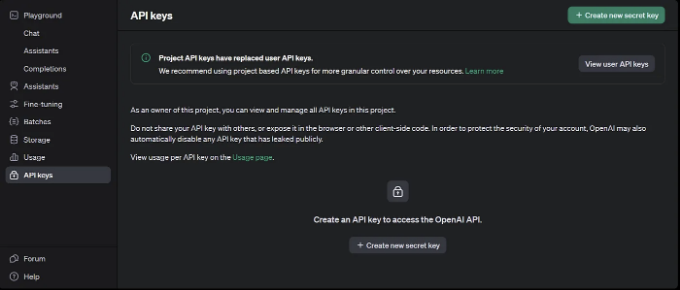 Playground
Chat
Assistants
Completions
Assistants
Fine-tuning
Batches
Storage
Usage
API keys
Forum
Help
API keys
+ Create new secret key
Project API keys have replaced user API keys.
We recommend using project based API keys for more granular control over your resources. Learn more
View user API keys
As an owner of this project, you can view and manage all API keys in this project.
Do not share your API key with others, or expose it in the browser or other client-side code. In order to protect the security of your account, OpenAI may also
automatically disable any API key that has leaked publicly.
View usage per API key on the Usage page.
Create an API key to access the OpenAI API.
+ Create new secret key